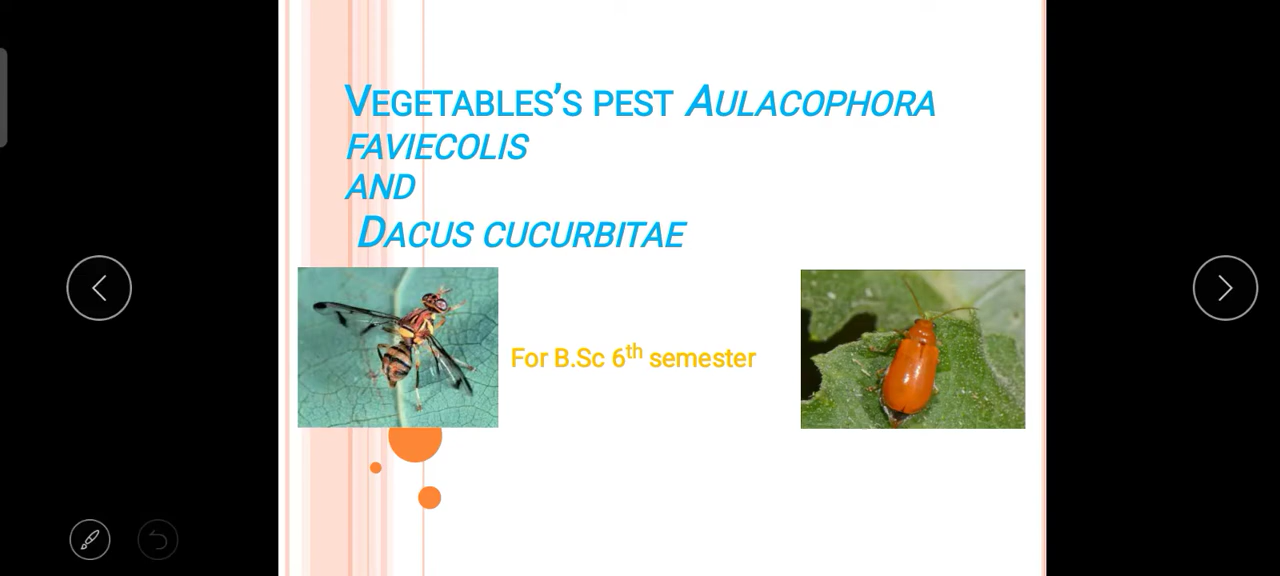 VEGETABLES'S PEST AULACOPHORA
FAVIECOLIS
AND
DACUS CUCURBITAE
For B.Sc 6th semester